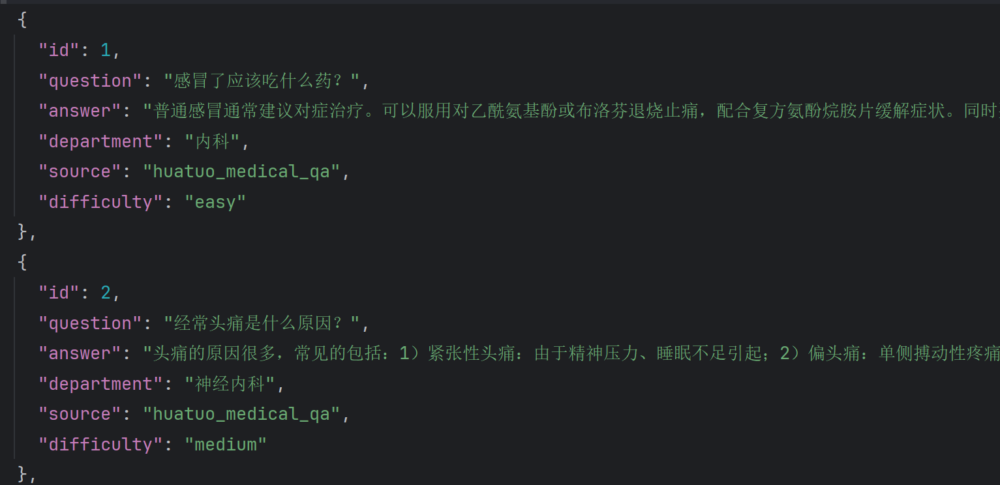 {
"id": 1,
"question": "感冒了应该吃什么药？",
"answer": "普通感冒通常建议对症治疗。可以服用对乙酰氨基酚或布洛芬退烧止痛，配合复方氨酚烷胺片缓解症状。同时
"department": "内科",
"source": "huatuo_medical_qa",
"difficulty": "easy"
},
{
"id": 2,
"question": "经常头痛是什么原因？",
"answer": "头痛的原因很多，常见的包括：1）紧张性头痛：由于精神压力、睡眠不足引起；2）偏头痛：单侧搏动性疼痛
"department": "神经内科",
"source": "huatuo_medical_qa",
"difficulty": "medium"
},